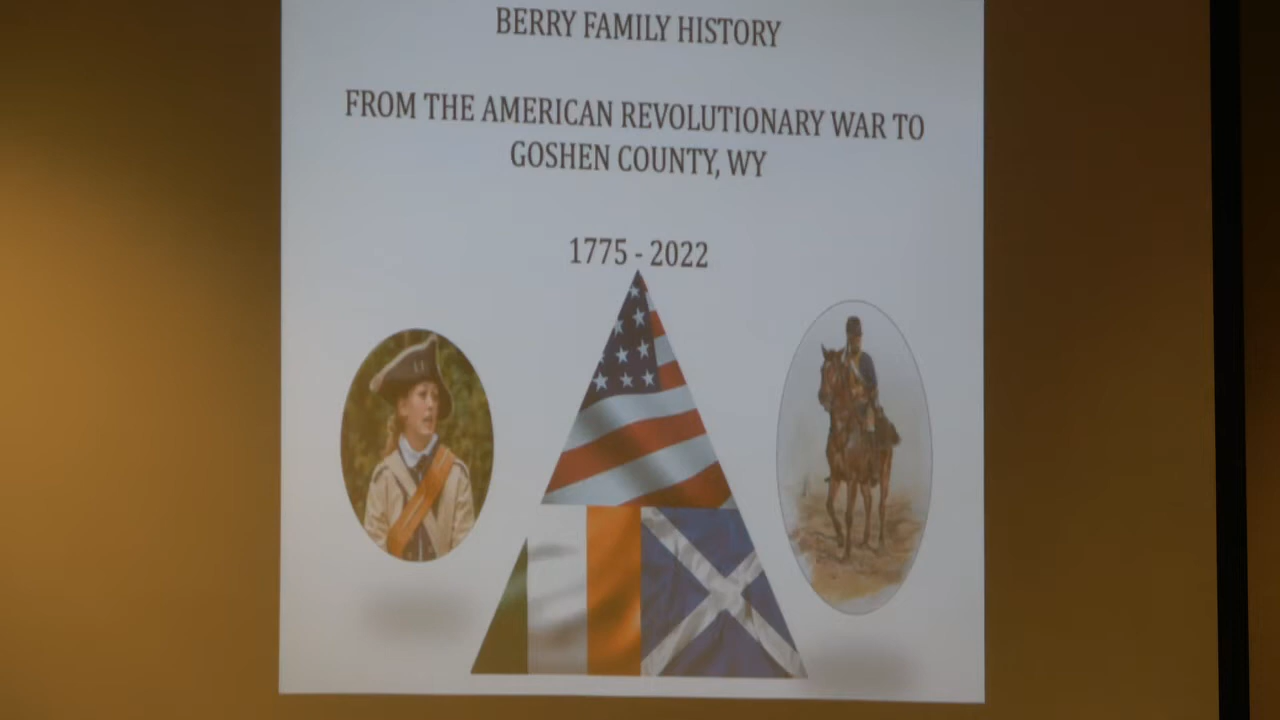 BERRY FAMILY HISTORY
FROM THE AMERICAN REVOLUTIONARY WAR TO
GOSHEN COUNTY, WY
1775 - 2022